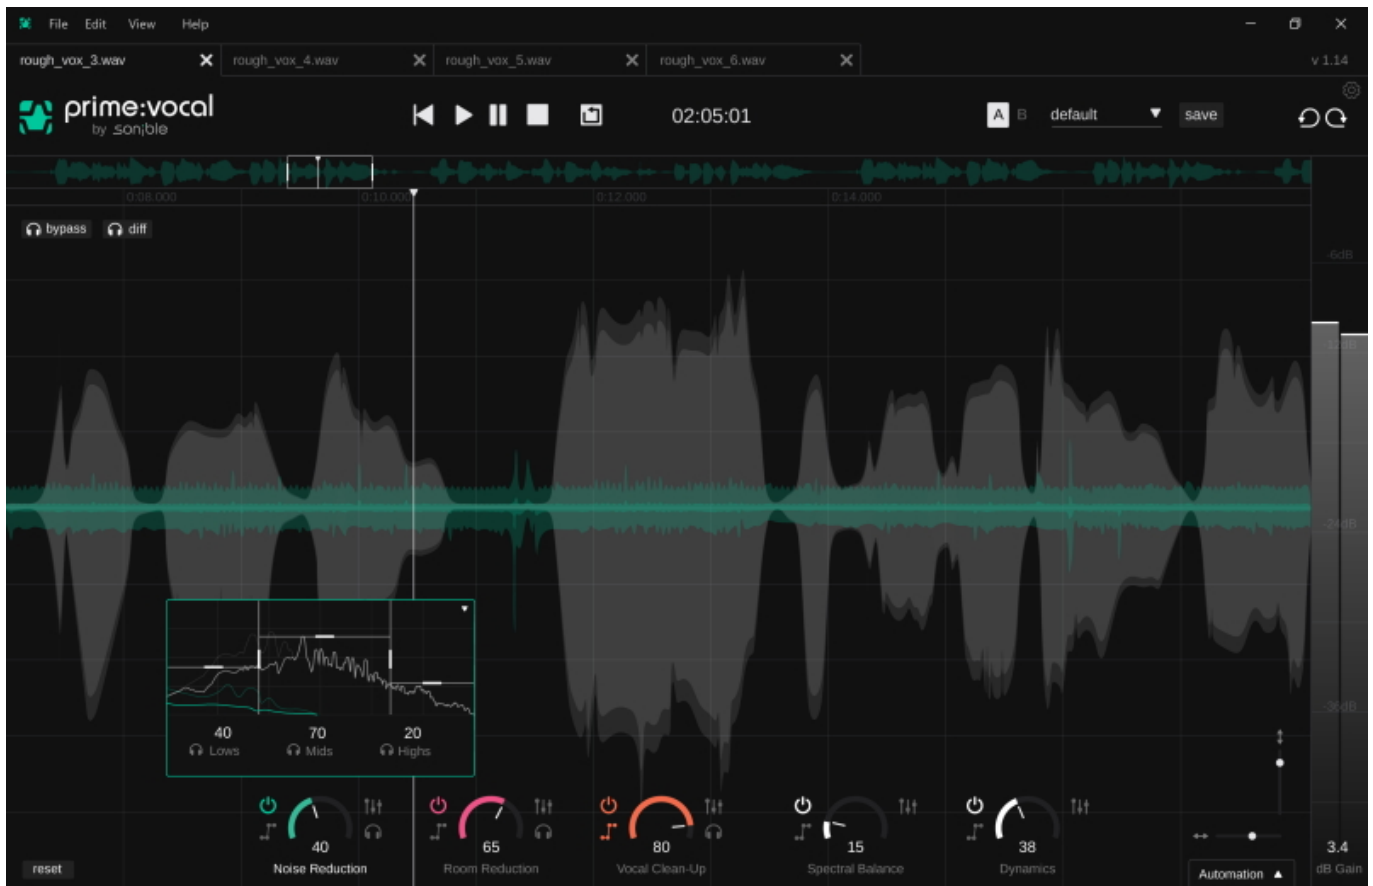 File Edit View Help
rough_vox_3.wav rough_vox_4.wav rough_vox_5.wav rough_vox_6.wav v 1.14
prime:vocal
by sonible
02:05:01
A B default save
0:08.000 0:10.000 0:12.000 0:14.000
bypass diff
-6dB
-12dB
-24dB
-36dB
40 70 20
Lows Mids Highs
40 65 80 15 38 3.4
reset Noise Reduction Room Reduction Vocal Clean-Up Spectral Balance Dynamics Automation dB Gain